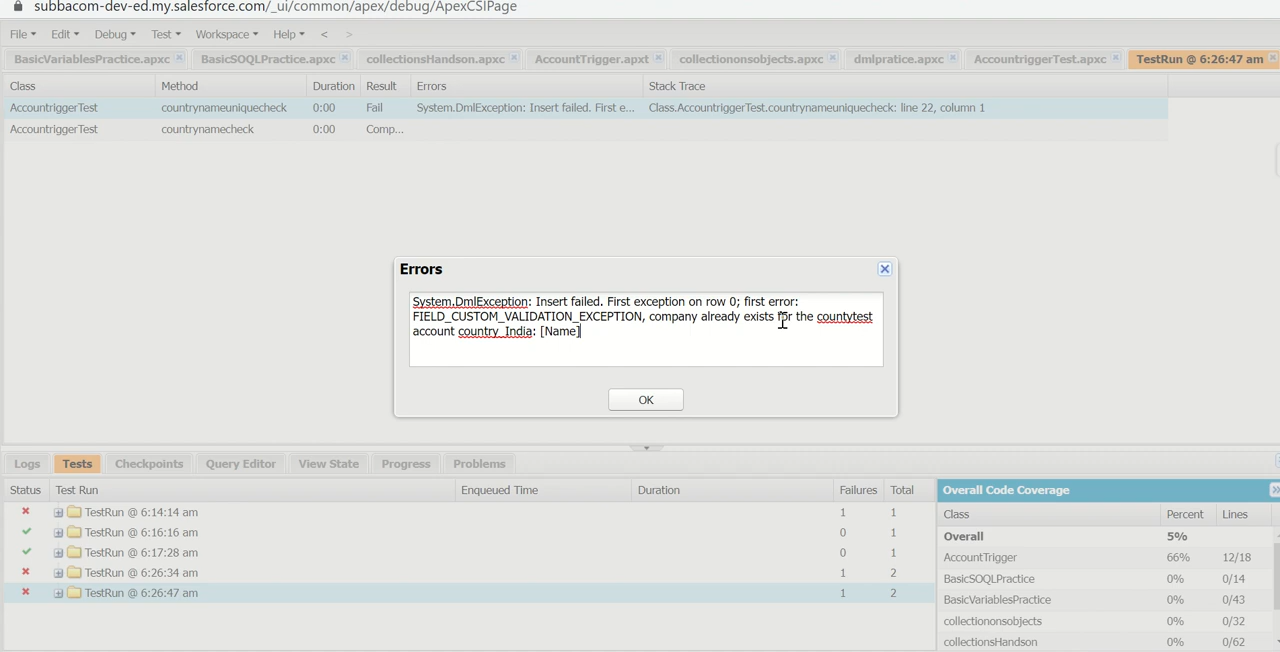 subbacom-dev-ed.my.salesforce.com/_ui/common/apex/debug/ApexCSIPage
File Edit Debug Test Workspace Help < >
BasicVariablesPractice.apxc BasicSOQLPractice.apxc collectionsHandson.apxc AccountTrigger.apxt collectiononsobjects.apxc dmlpratice.apxc AccountriggerTest.apxc TestRun @ 6:26:47 am
Class Method Duration Result Errors Stack Trace
AccountriggerTest countrynameuniquecheck 0:00 Fail System.DmlException: Insert failed. First e... Class.AccountriggerTest.countrynameuniquecheck: line 22, column 1
AccountriggerTest countrynamecheck 0:00 Comp...
Errors
System.DmlException: Insert failed. First exception on row 0; first error:
FIELD_CUSTOM_VALIDATION_EXCEPTION, company already exists for the countytest
account country_India: [Name]
OK
Logs Tests Checkpoints Query Editor View State Progress Problems
Status Test Run Enqueued Time Duration Failures Total Overall Code Coverage
TestRun @ 6:14:14 am 1 1 Class Percent Lines
TestRun @ 6:16:16 am 0 1 Overall 5%
TestRun @ 6:17:28 am 0 1 AccountTrigger 66% 12/18
TestRun @ 6:26:34 am 1 2 BasicSOQLPractice 0% 0/14
TestRun @ 6:26:47 am 1 2 BasicVariablesPractice 0% 0/43
collectiononsobjects 0% 0/32
collectionsHandson 0% 0/62